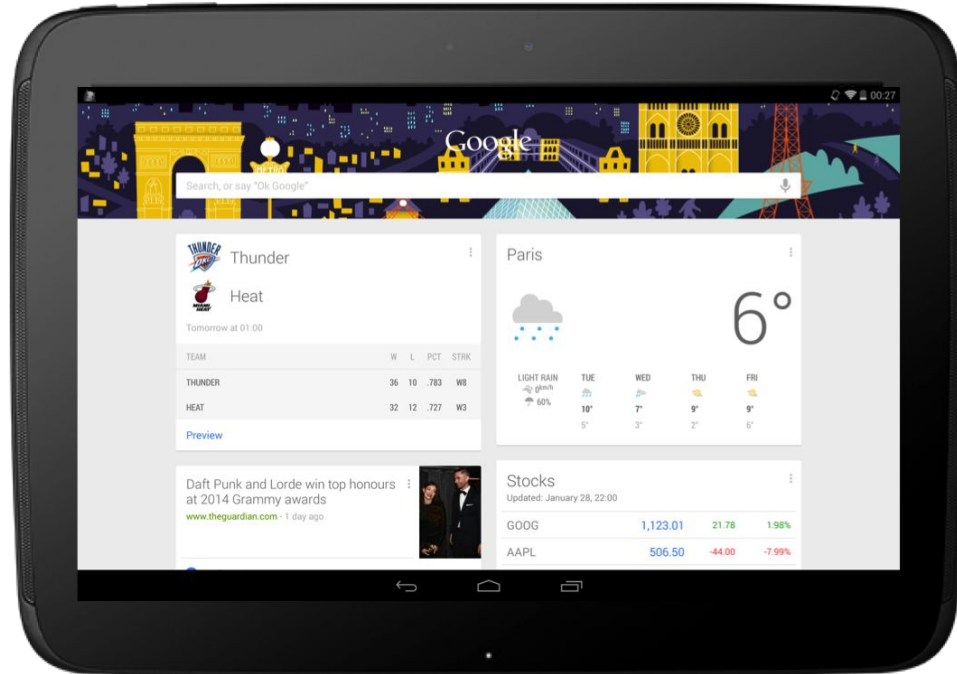 00:27
Google
METRO
Search, or say "Ok Google"
THUNDER
Thunder
MIAMI HEAT
Heat
Tomorrow at 01:00
TEAM W L PCT STRK
THUNDER 36 10 .783 W8
HEAT 32 12 .727 W3
Preview
Daft Punk and Lorde win top honours
at 2014 Grammy awards
www.theguardian.com - 1 day ago
Paris
6°
LIGHT RAIN TUE WED THU FRI
0km/h
60%
10° 7° 9° 9°
5° 3° 2° 6°
Stocks
Updated: January 28, 22:00
GOOG 1,123.01 21.78 1.98%
AAPL 506.50 -44.00 -7.99%